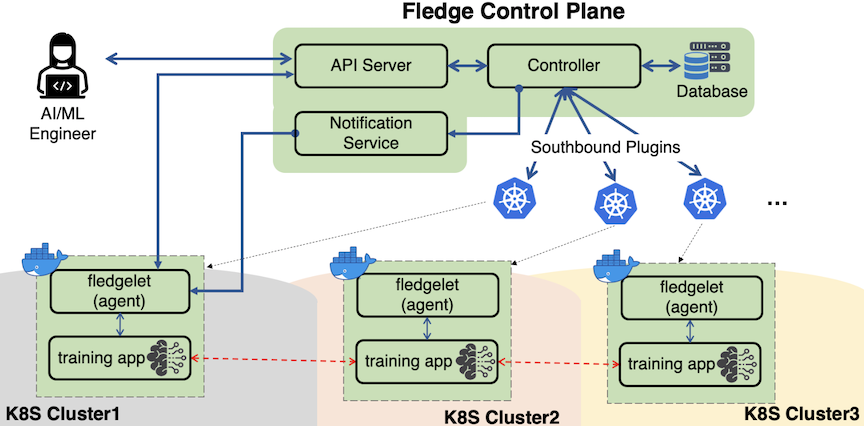 Fledge Control Plane
API Server
Controller
Database
AI/ML
Engineer
</>
Notification
Service
Southbound Plugins
...
fledgelet
(agent)
training app
K8S Cluster1
fledgelet
(agent)
training app
K8S Cluster2
fledgelet
(agent)
training app
K8S Cluster3